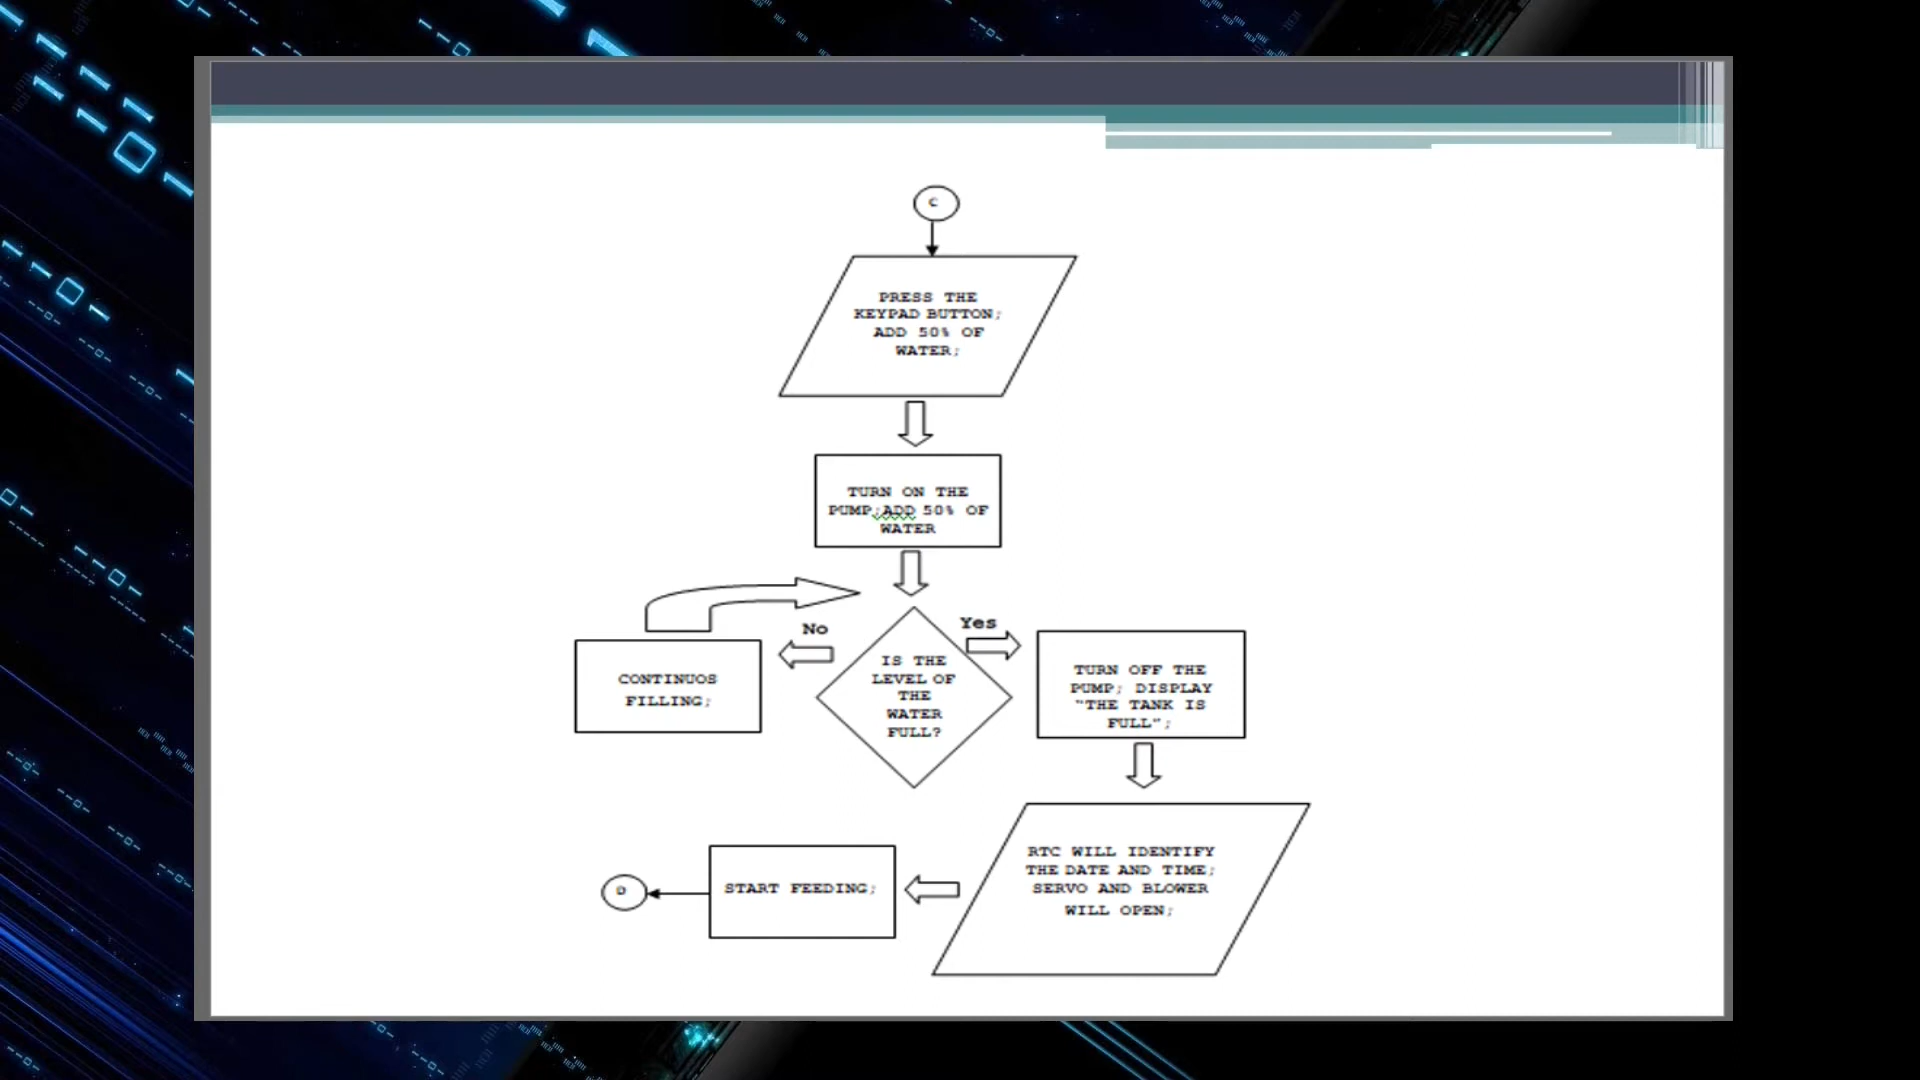 C
PRESS THE
KEYPAD BUTTON;
ADD 50% OF
WATER;
TURN ON THE
PUMP;ADD 50% OF
WATER
No
Yes
IS THE
LEVEL OF
THE
WATER
FULL?
CONTINUOS
FILLING;
TURN OFF THE
PUMP; DISPLAY
"THE TANK IS
FULL";
RTC WILL IDENTIFY
THE DATE AND TIME;
SERVO AND BLOWER
WILL OPEN;
START FEEDING;
D